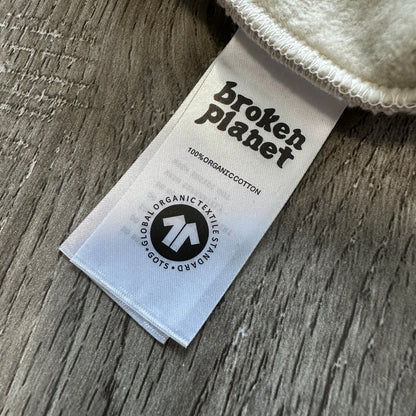 broken
planet
100%ORGANICCOTTON
GLOBAL ORGANIC TEXTILE STANDARD · GOTS ·